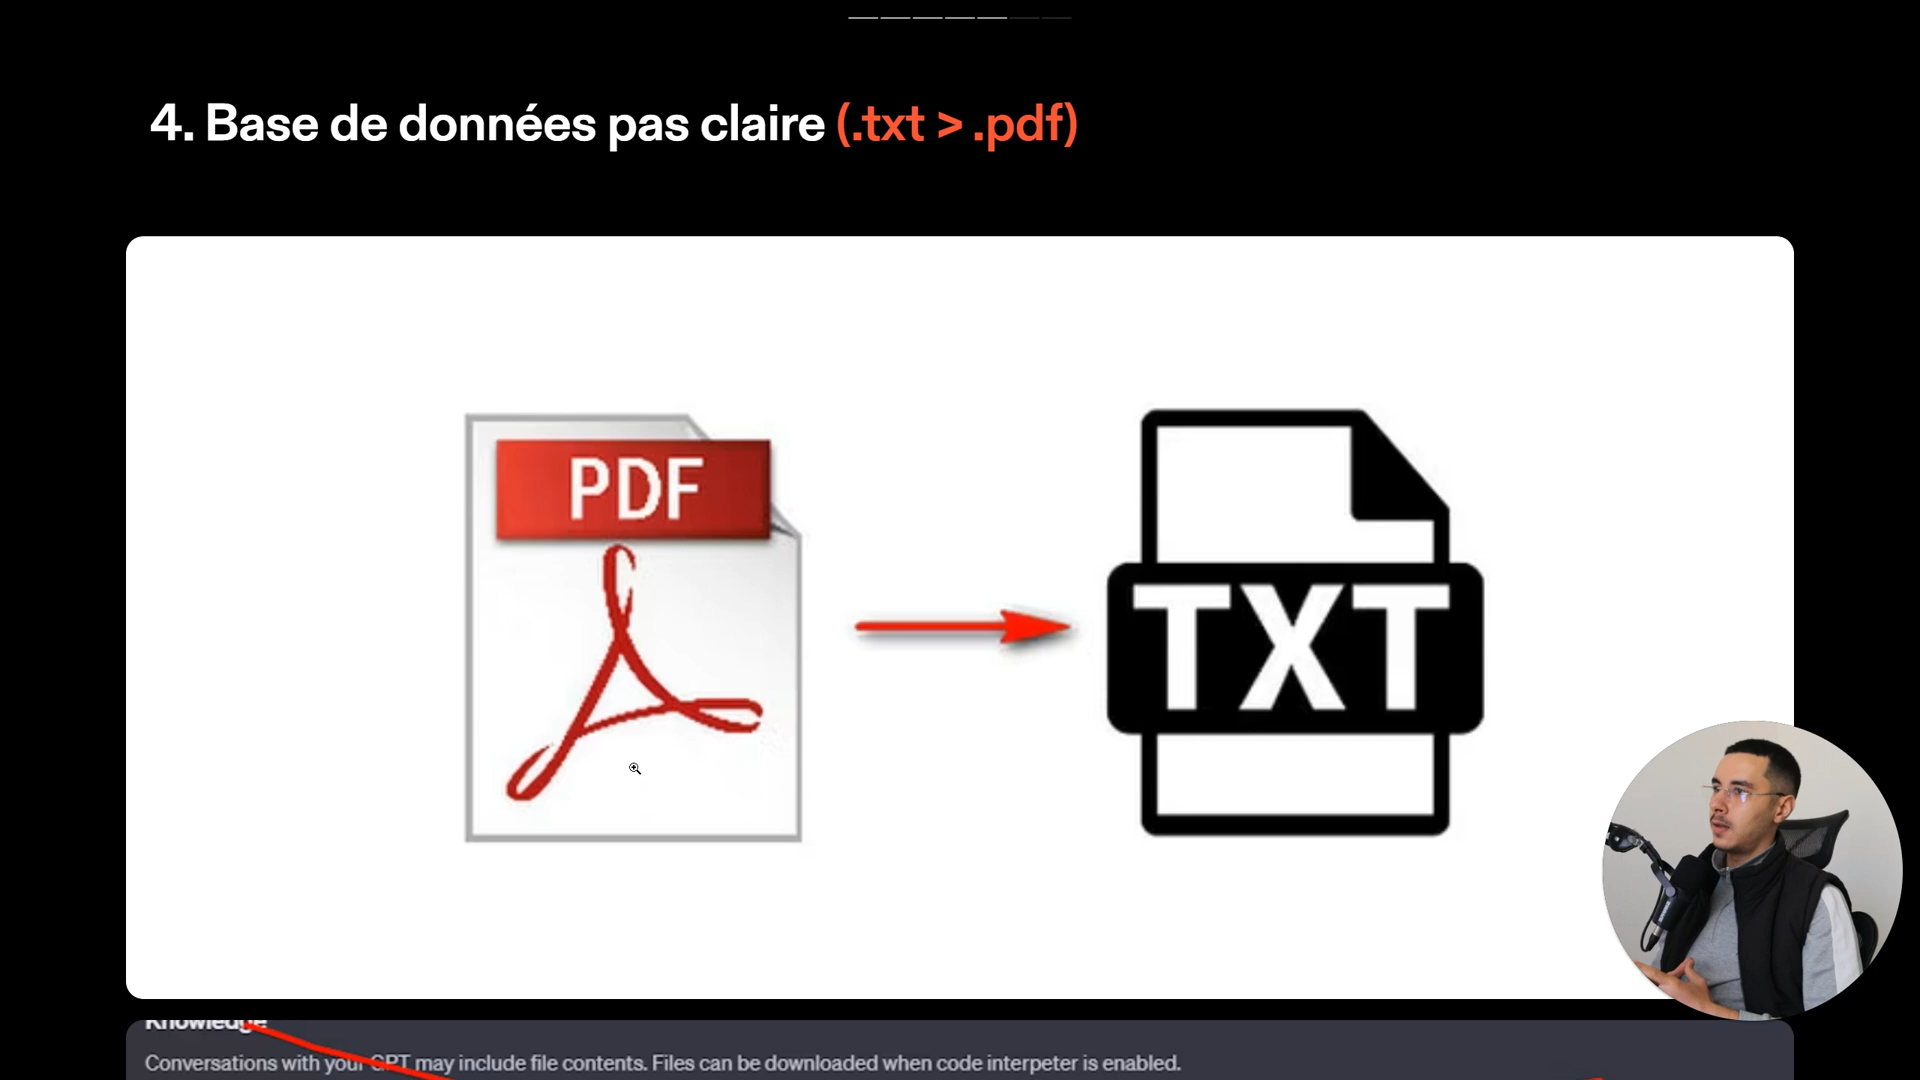 4. Base de données pas claire (.txt > .pdf)
PDF
TXT
Knowledge
Conversations with your GPT may include file contents. Files can be downloaded when code interpeter is enabled.